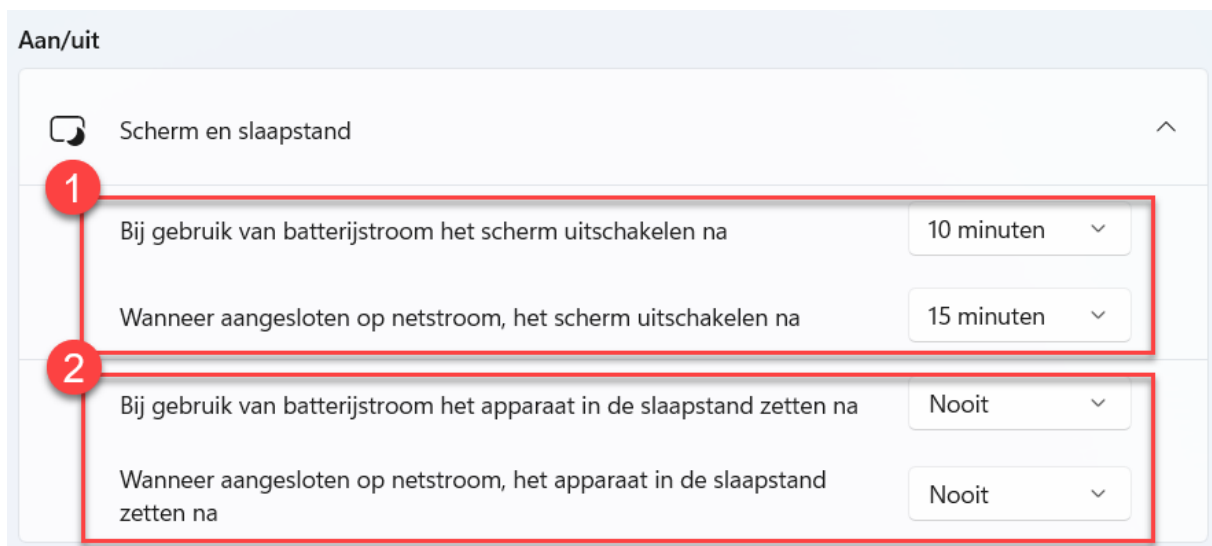 Aan/uit
Scherm en slaapstand
1
Bij gebruik van batterijstroom het scherm uitschakelen na 10 minuten
Wanneer aangesloten op netstroom, het scherm uitschakelen na 15 minuten
2
Bij gebruik van batterijstroom het apparaat in de slaapstand zetten na Nooit
Wanneer aangesloten op netstroom, het apparaat in de slaapstand
zetten na
Nooit